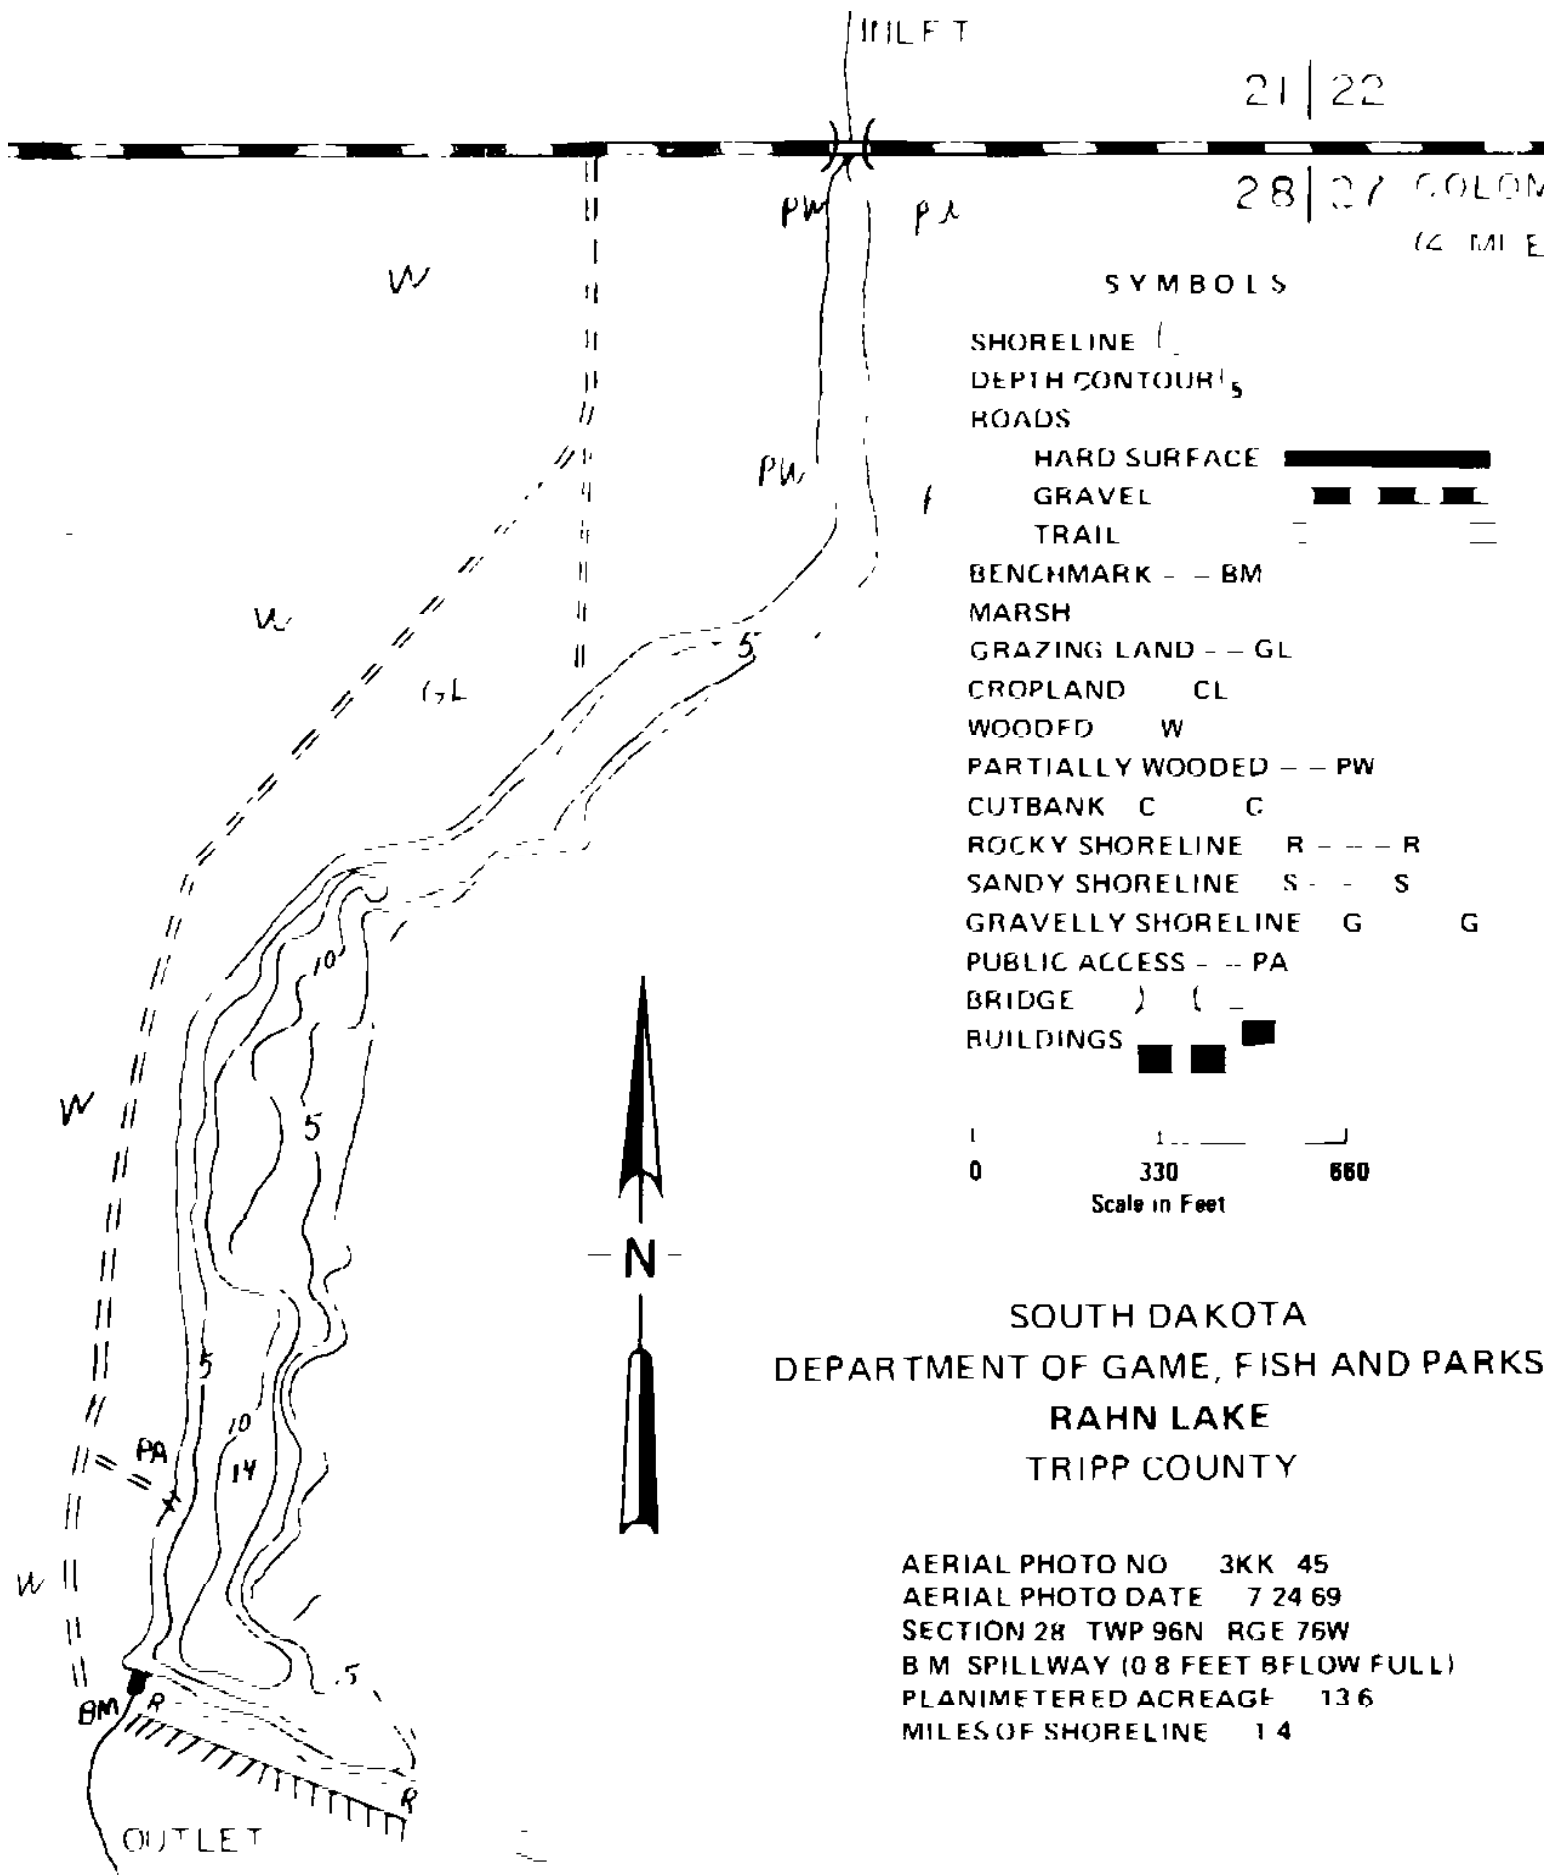 INLET
21 | 22
28 | 27 COLOM
PW
W
SYMBOLS
SHORELINE
DEPTH CONTOUR 5
ROADS
HARD SURFACE
GRAVEL
TRAIL
BENCHMARK - - BM
MARSH
GRAZING LAND - - GL
CROPLAND CL
WOODED W
PARTIALLY WOODED - - PW
CUTBANK C C
ROCKY SHORELINE R - - - R
SANDY SHORELINE S - - S
GRAVELLY SHORELINE G G
PUBLIC ACCESS - - PA
BRIDGE
BUILDINGS
PW
W
GL
5
10
W
5
5
10
14
PA
W
5
BM
R
R
OUTLET
0 330 660
Scale in Feet
N
SOUTH DAKOTA
DEPARTMENT OF GAME, FISH AND PARKS
RAHN LAKE
TRIPP COUNTY
AERIAL PHOTO NO 3KK 45
AERIAL PHOTO DATE 7 24 69
SECTION 28 TWP 96N RGE 76W
B M SPILLWAY (0 8 FEET BELOW FULL)
PLANIMETERED ACREAGE 13 6
MILES OF SHORELINE 1 4